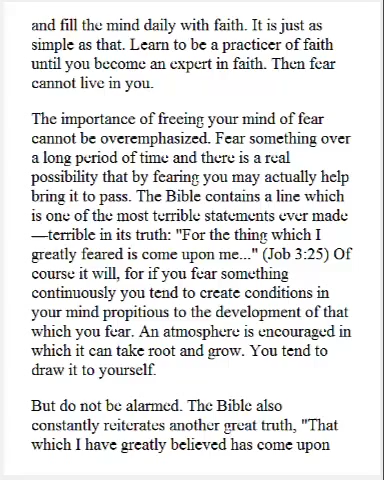 and fill the mind daily with faith. It is just as
simple as that. Learn to be a practicer of faith
until you become an expert in faith. Then fear
cannot live in you.
The importance of freeing your mind of fear
cannot be overemphasized. Fear something over
a long period of time and there is a real
possibility that by fearing you may actually help
bring it to pass. The Bible contains a line which
is one of the most terrible statements ever made
—terrible in its truth: "For the thing which I
greatly feared is come upon me..." (Job 3:25) Of
course it will, for if you fear something
continuously you tend to create conditions in
your mind propitious to the development of that
which you fear. An atmosphere is encouraged in
which it can take root and grow. You tend to
draw it to yourself.
But do not be alarmed. The Bible also
constantly reiterates another great truth, "That
which I have greatly believed has come upon